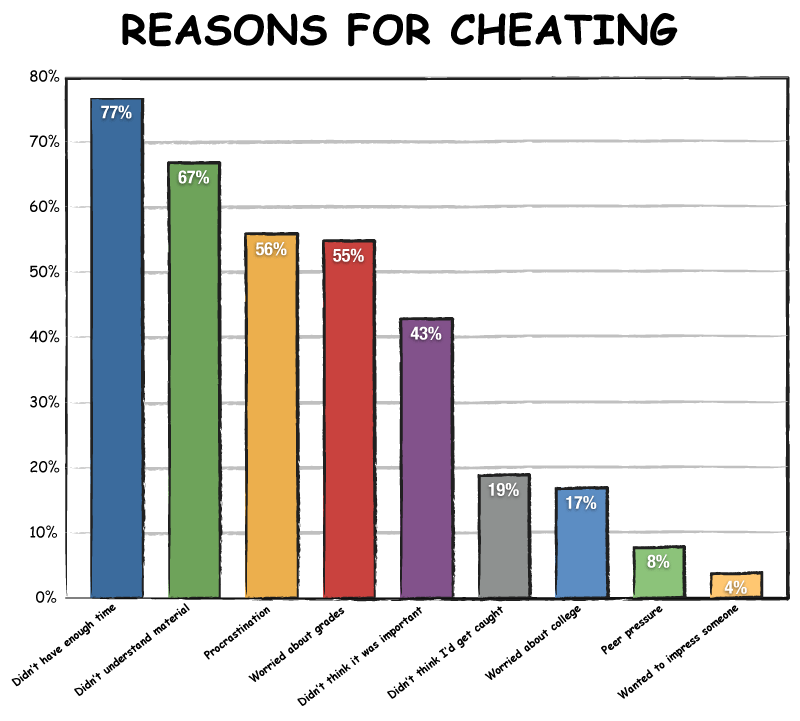 REASONS FOR CHEATING
80%
70%
60%
50%
40%
30%
20%
10%
0%
77%
67%
56%
55%
43%
19%
17%
8%
4%
Didn't have enough time
Didn't understand material
Procrastination
Worried about grades
Didn't think it was important
Didn't think I'd get caught
Worried about college
Peer pressure
Wanted to impress someone